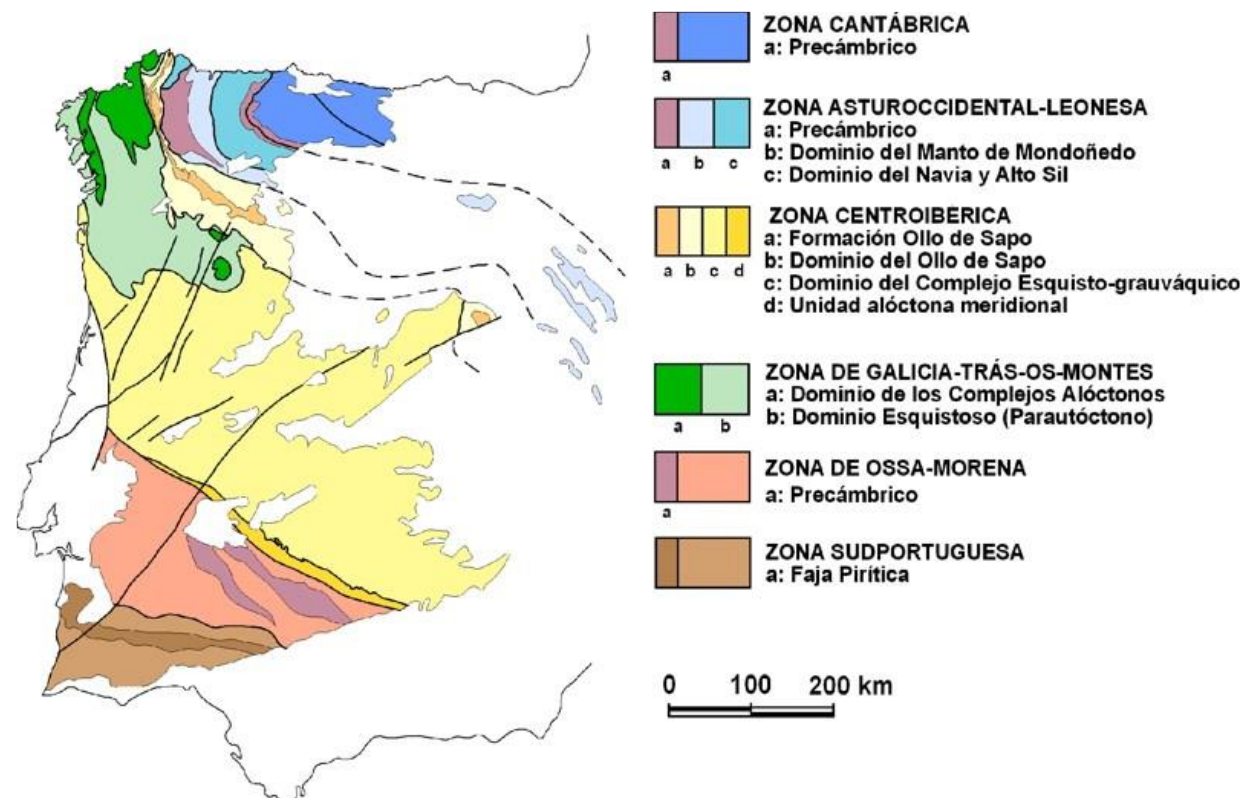 ZONA CANTÁBRICA
a: Precámbrico
a
ZONA ASTUROCCIDENTAL-LEONESA
a: Precámbrico
b: Dominio del Manto de Mondoñedo
c: Dominio del Navia y Alto Sil
a b c
ZONA CENTROIBÉRICA
a: Formación Ollo de Sapo
b: Dominio del Ollo de Sapo
c: Dominio del Complejo Esquisto-grauváquico
d: Unidad alóctona meridional
a b c d
ZONA DE GALICIA-TRÁS-OS-MONTES
a: Dominio de los Complejos Alóctonos
b: Dominio Esquistoso (Parautóctono)
a b
ZONA DE OSSA-MORENA
a: Precámbrico
a
ZONA SUDPORTUGUESA
a: Faja Pirítica
0 100 200 km